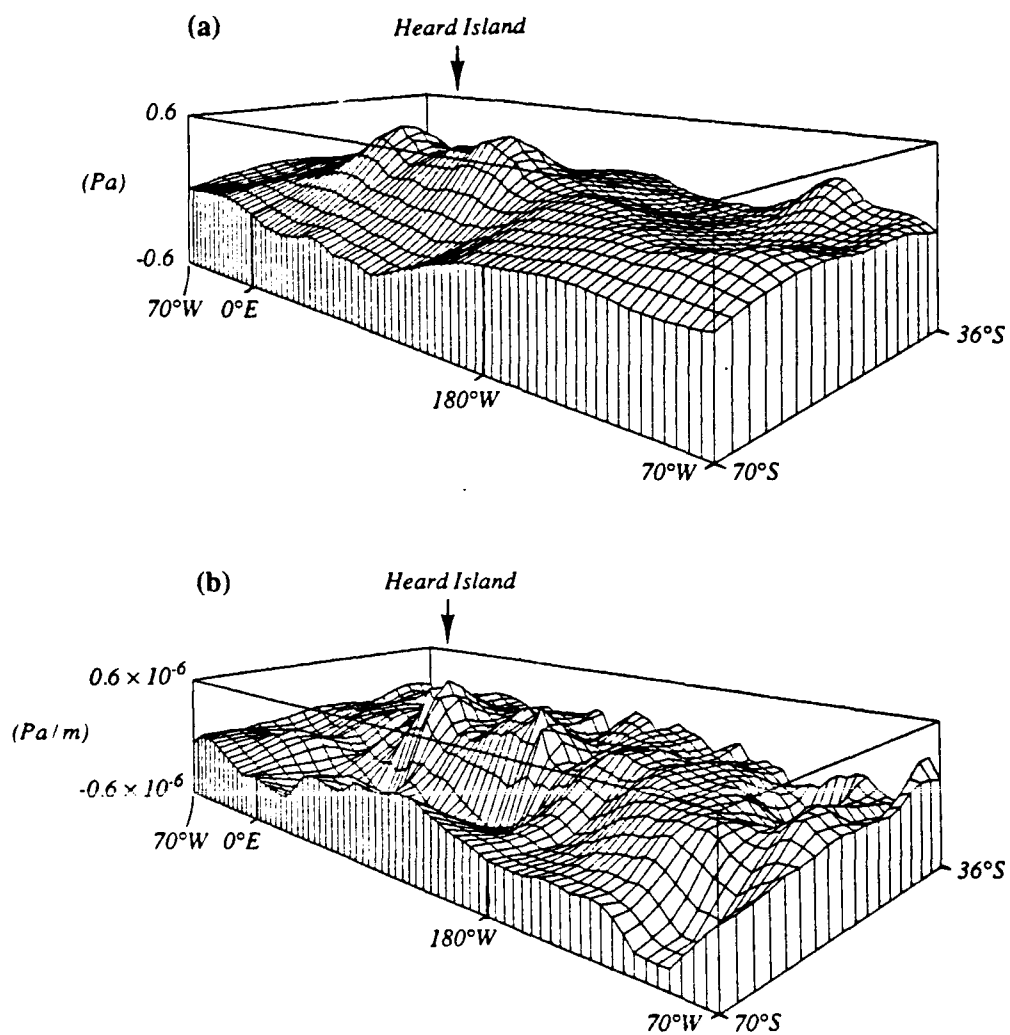 (a)
Heard Island
0.6
(Pa)
-0.6
70°W 0°E
180°W
36°S
70°W 70°S
(b)
Heard Island
0.6 × 10⁻⁶
(Pa/m)
-0.6 × 10⁻⁶
70°W 0°E
180°W
36°S
70°W 70°S